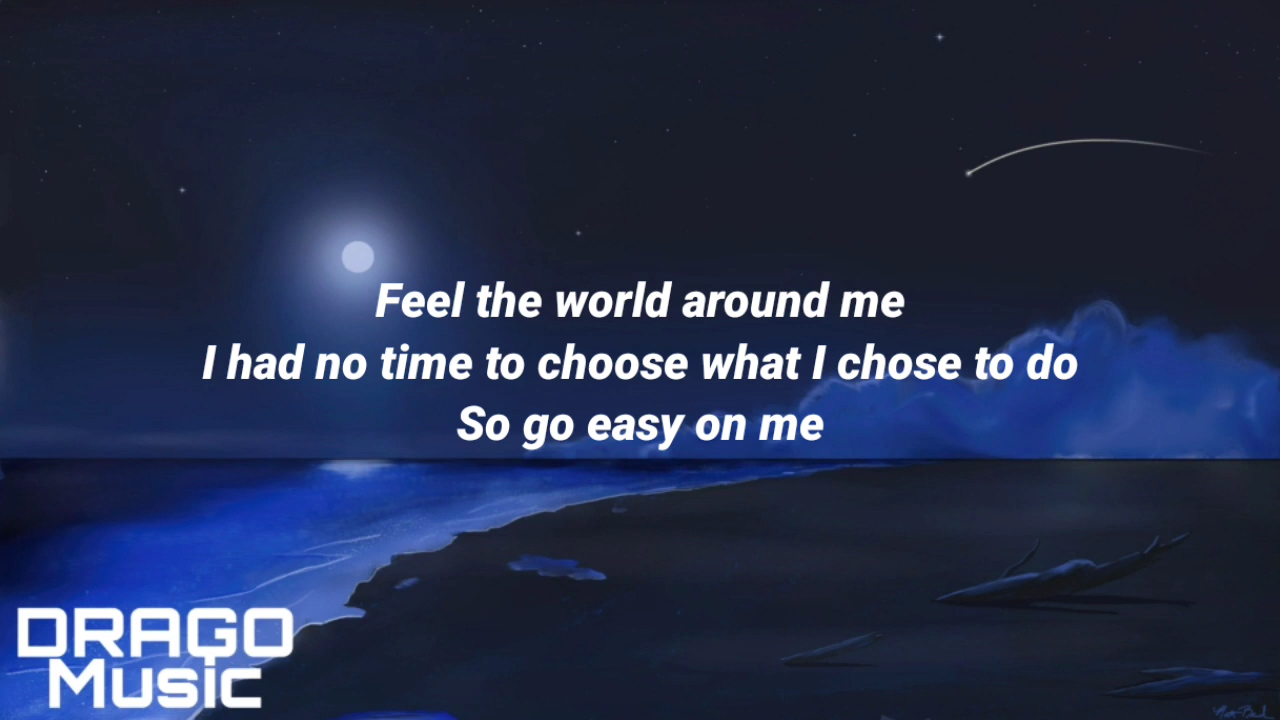 Feel the world around me
I had no time to choose what I chose to do
So go easy on me
DRAGO
Music